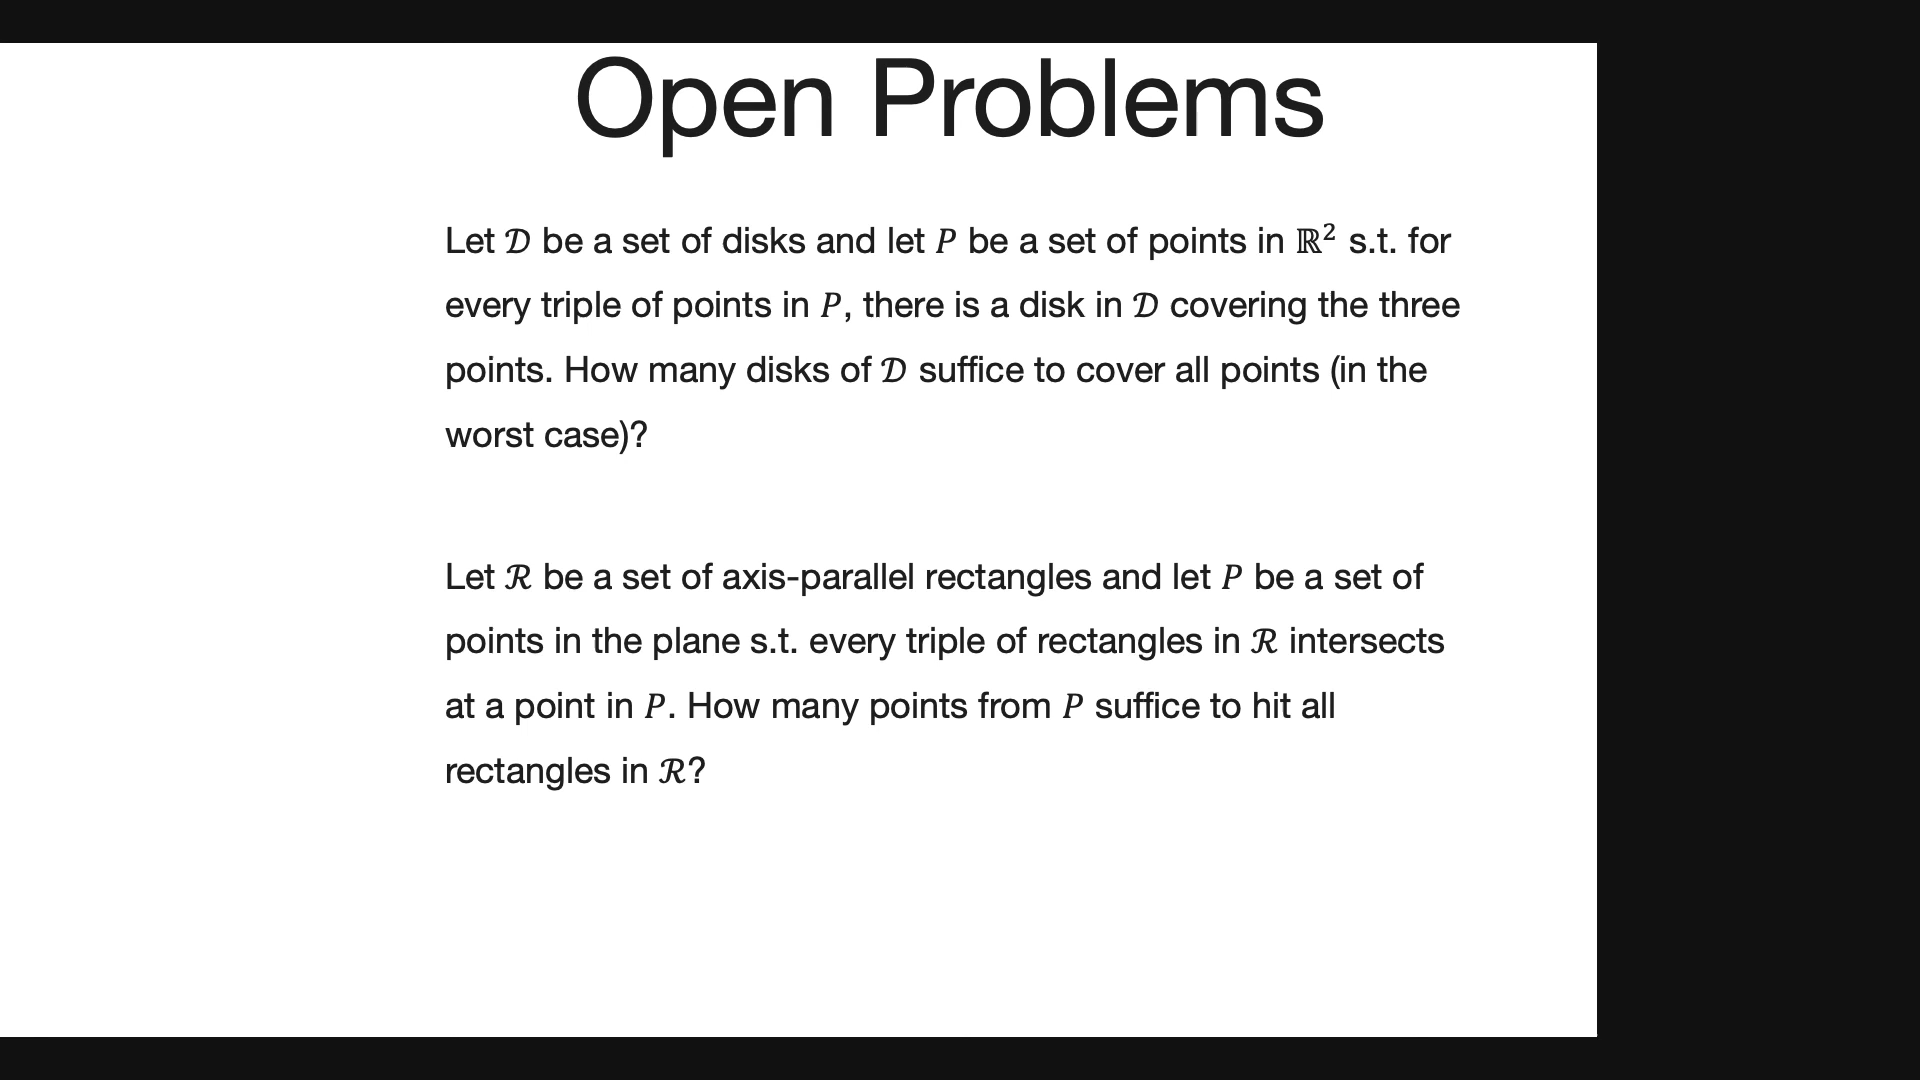 Open Problems
Let 𝒟 be a set of disks and let 𝑃 be a set of points in ℝ² s.t. for
every triple of points in 𝑃, there is a disk in 𝒟 covering the three
points. How many disks of 𝒟 suffice to cover all points (in the
worst case)?
Let ℛ be a set of axis-parallel rectangles and let 𝑃 be a set of
points in the plane s.t. every triple of rectangles in ℛ intersects
at a point in 𝑃. How many points from 𝑃 suffice to hit all
rectangles in ℛ?